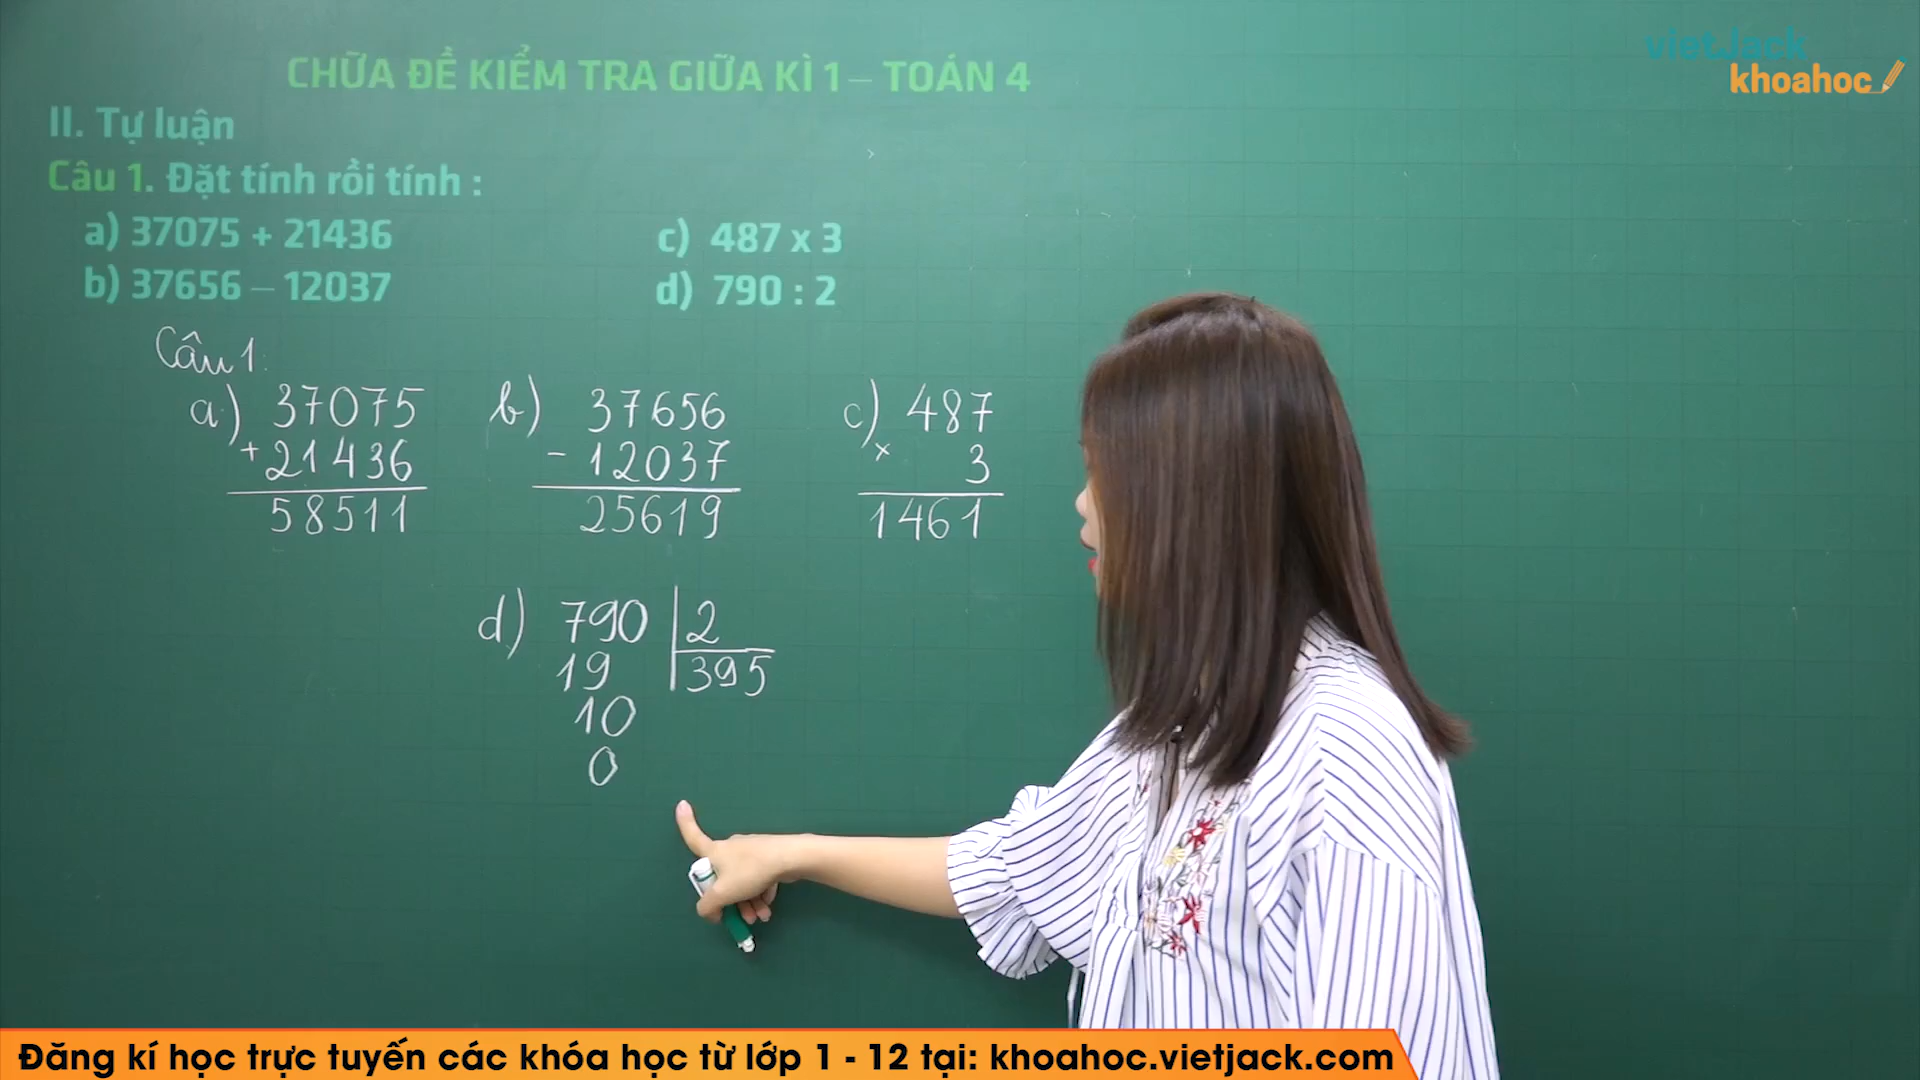 vietJack
khoahoc
CHỮA ĐỀ KIỂM TRA GIỮA KÌ 1 – TOÁN 4
II. Tự luận
Câu 1. Đặt tính rồi tính :
a) 37075 + 21436
c) 487 x 3
b) 37656 – 12037
d) 790 : 2
Câu 1.
a) 37075
+ 21436
58511
b) 37656
- 12037
25619
c) 487
x 3
1461
d) 790 2
19 395
10
0
Đăng kí học trực tuyến các khóa học từ lớp 1 - 12 tại: khoahoc.vietjack.com